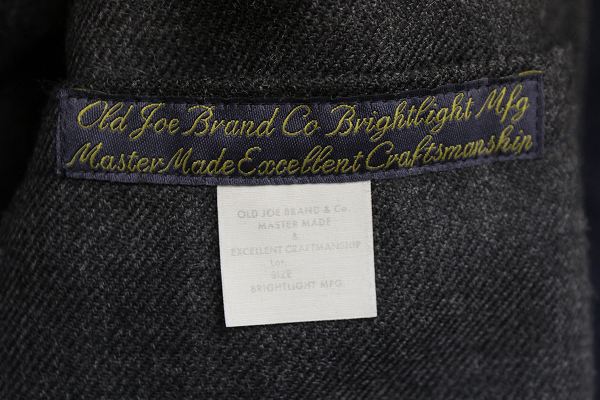 Old Joe Brand Co Brightlight Mfg
Master Made Excellent Craftsmanship
OLD JOE BRAND & Co.
MASTER MADE
&
EXCELLENT CRAFTMANSHIP
Lot.
SIZE
BRIGHTLIGHT MFG.